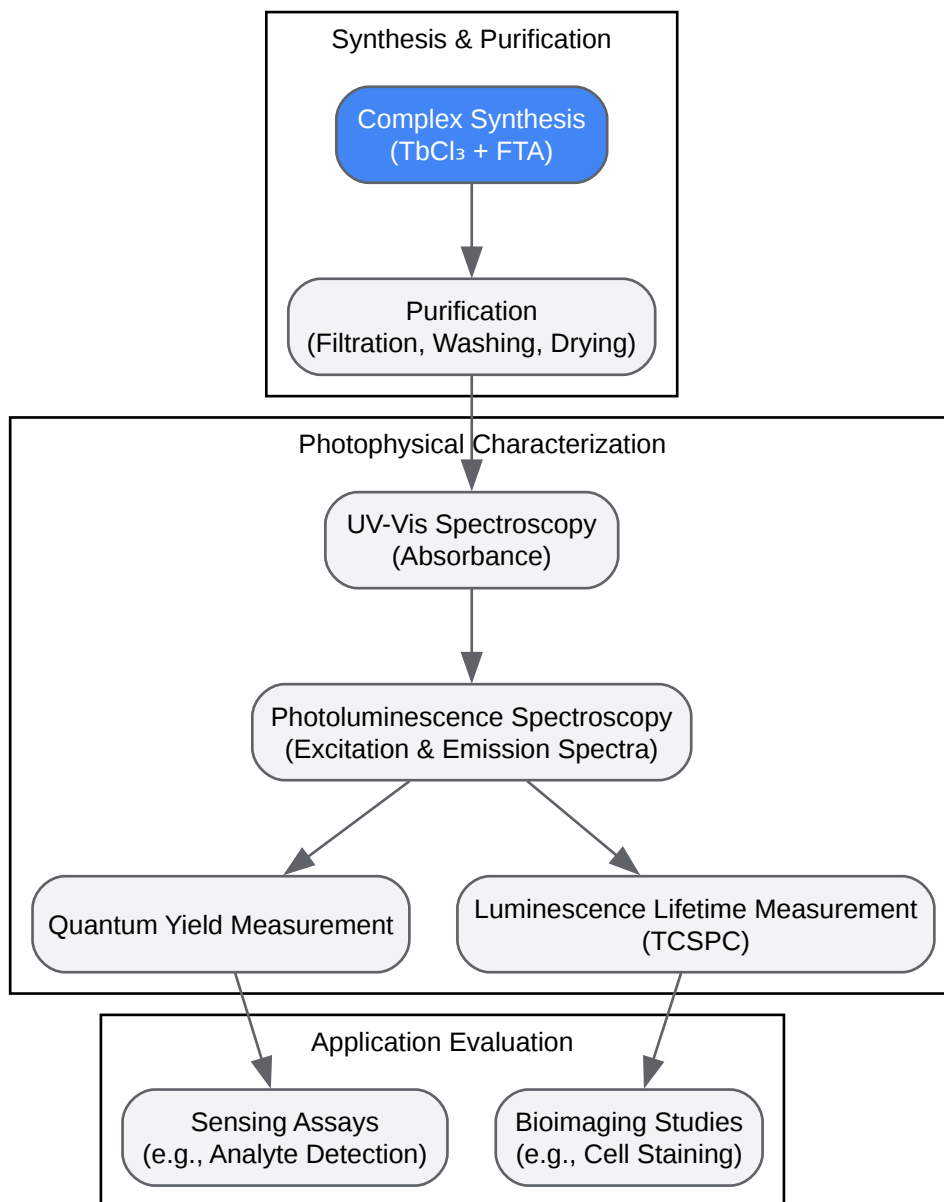 Synthesis & Purification
Complex Synthesis
(TbCl₃ + FTA)
Purification
(Filtration, Washing, Drying)
Photophysical Characterization
UV-Vis Spectroscopy
(Absorbance)
Photoluminescence Spectroscopy
(Excitation & Emission Spectra)
Quantum Yield Measurement
Luminescence Lifetime Measurement
(TCSPC)
Application Evaluation
Sensing Assays
(e.g., Analyte Detection)
Bioimaging Studies
(e.g., Cell Staining)